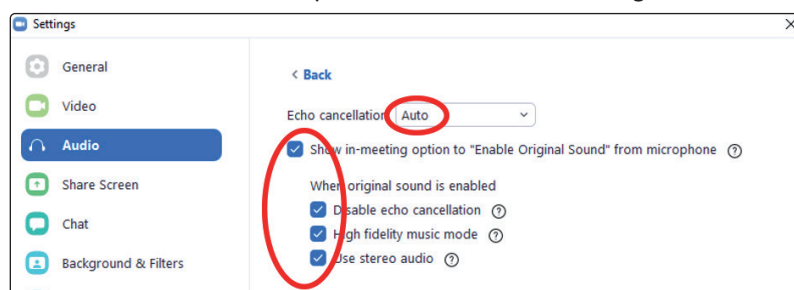 Settings
General
Video
Audio
Share Screen
Chat
Background & Filters
< Back
Echo cancellation Auto
Show in-meeting option to "Enable Original Sound" from microphone
When original sound is enabled
Disable echo cancellation
High fidelity music mode
Use stereo audio